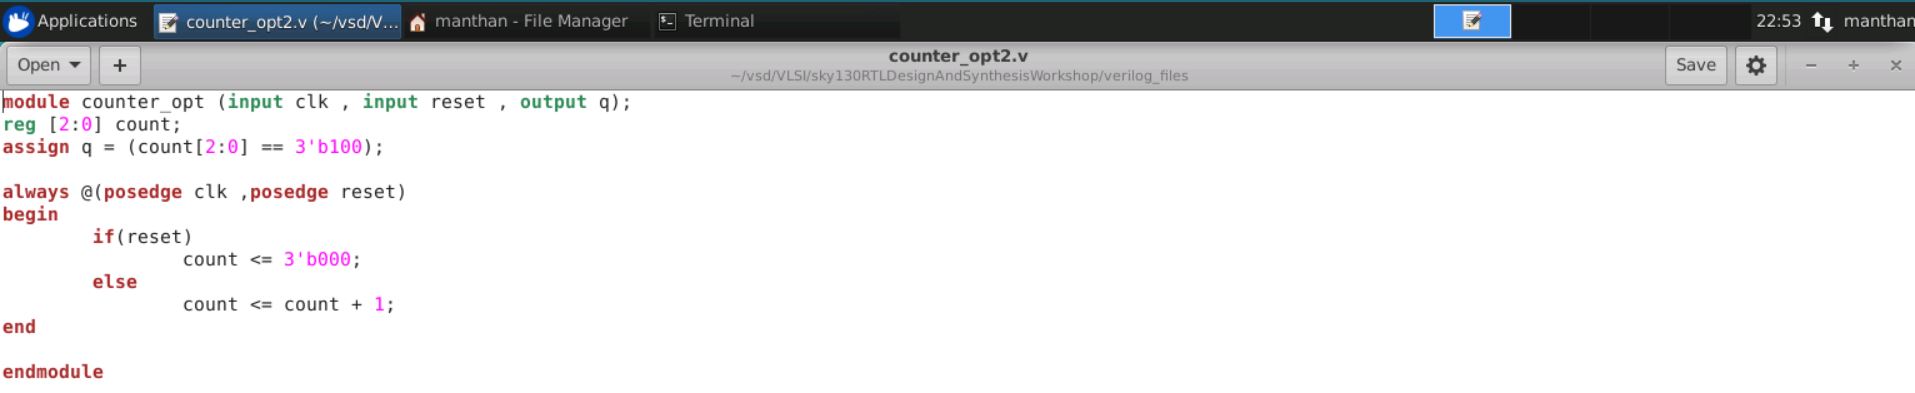 Applications counter_opt2.v (~/vsd/V... manthan - File Manager Terminal 22:53 manthan
Open + counter_opt2.v Save − + ×
~/vsd/VLSI/sky130RTLDesignAndSynthesisWorkshop/verilog_files
module counter_opt (input clk , input reset , output q);
reg [2:0] count;
assign q = (count[2:0] == 3'b100);
always @(posedge clk ,posedge reset)
begin
if(reset)
count <= 3'b000;
else
count <= count + 1;
end
endmodule